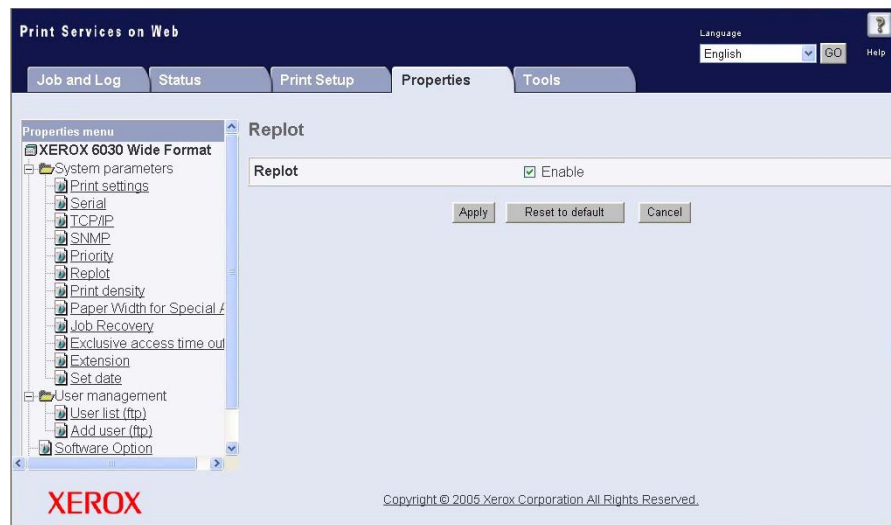 Print Services on Web
Language
English
GO
Help
Job and Log
Status
Print Setup
Properties
Tools
Properties menu
XEROX 6030 Wide Format
System parameters
Print settings
Serial
TCP/IP
SNMP
Priority
Replot
Print density
Paper Width for Special A
Job Recovery
Exclusive access time out
Extension
Set date
User management
User list (ftp)
Add user (ftp)
Software Option
Replot
Replot
Enable
Apply
Reset to default
Cancel
XEROX
Copyright © 2005 Xerox Corporation All Rights Reserved.